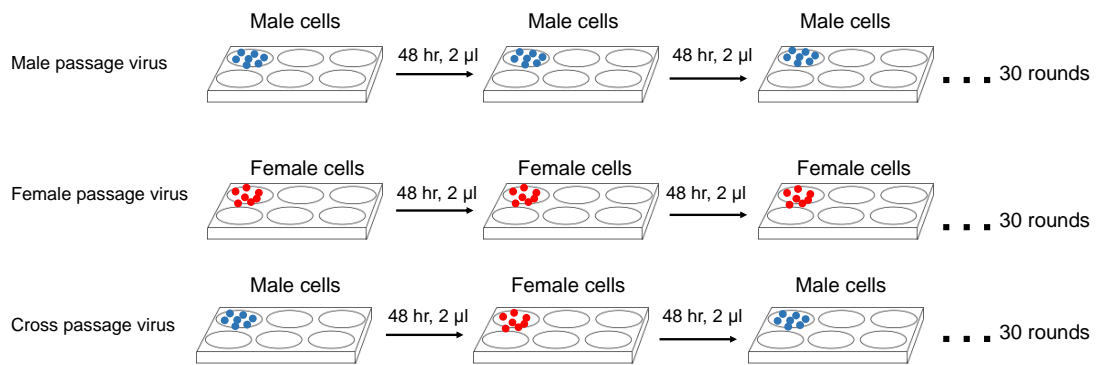 Male cells Male cells Male cells
Male passage virus 48 hr, 2 µl 48 hr, 2 µl . . . 30 rounds
Female cells Female cells Female cells
Female passage virus 48 hr, 2 µl 48 hr, 2 µl . . . 30 rounds
Male cells Female cells Male cells
Cross passage virus 48 hr, 2 µl 48 hr, 2 µl . . . 30 rounds